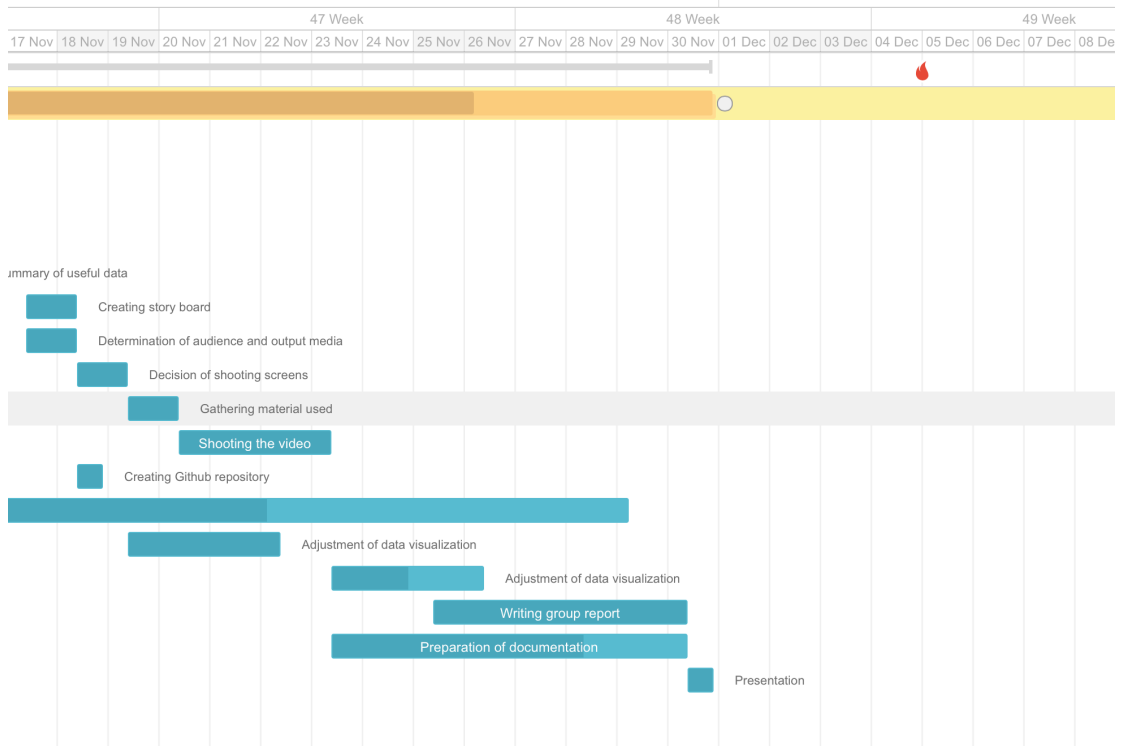 47 Week
48 Week
49 Week
17 Nov 18 Nov 19 Nov 20 Nov 21 Nov 22 Nov 23 Nov 24 Nov 25 Nov 26 Nov 27 Nov 28 Nov 29 Nov 30 Nov 01 Dec 02 Dec 03 Dec 04 Dec 05 Dec 06 Dec 07 Dec 08 De
ummary of useful data
Creating story board
Determination of audience and output media
Decision of shooting screens
Gathering material used
Shooting the video
Creating Github repository
Adjustment of data visualization
Adjustment of data visualization
Writing group report
Preparation of documentation
Presentation